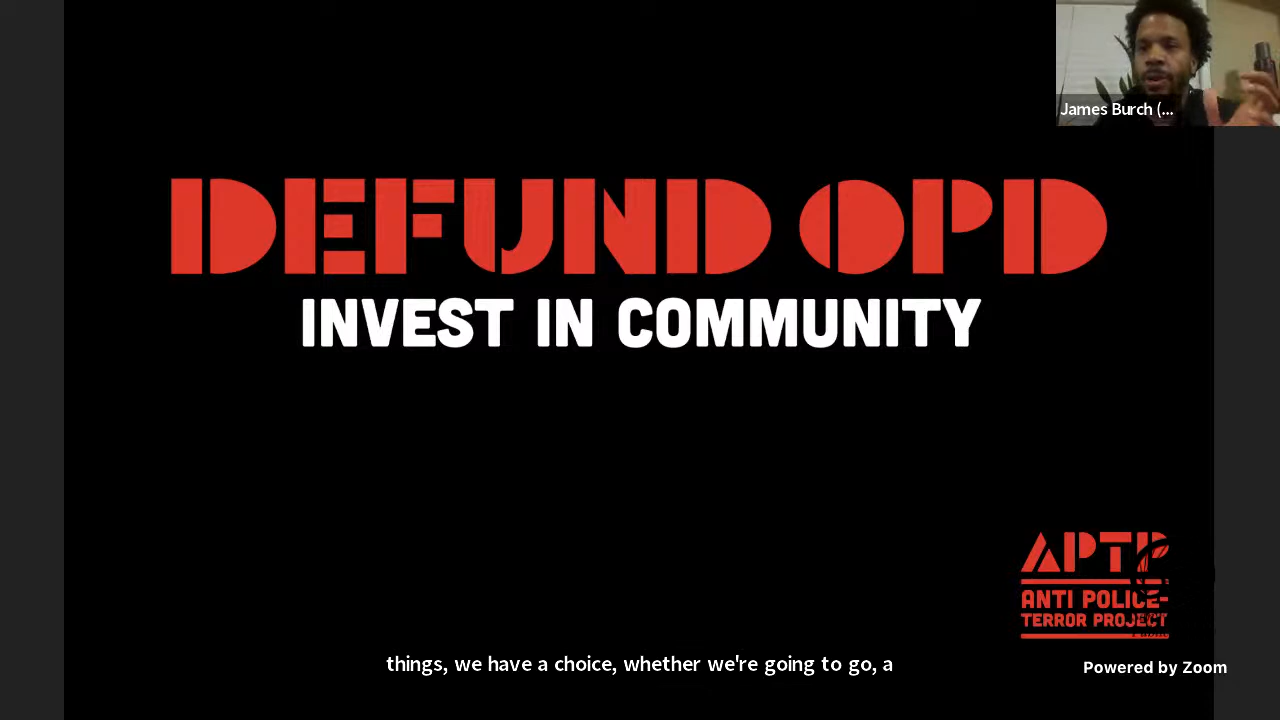 James Burch (...
DEFUND OPD
INVEST IN COMMUNITY
APTP
ANTI POLICE-
TERROR PROJECT
things, we have a choice, whether we're going to go, a
Powered by Zoom